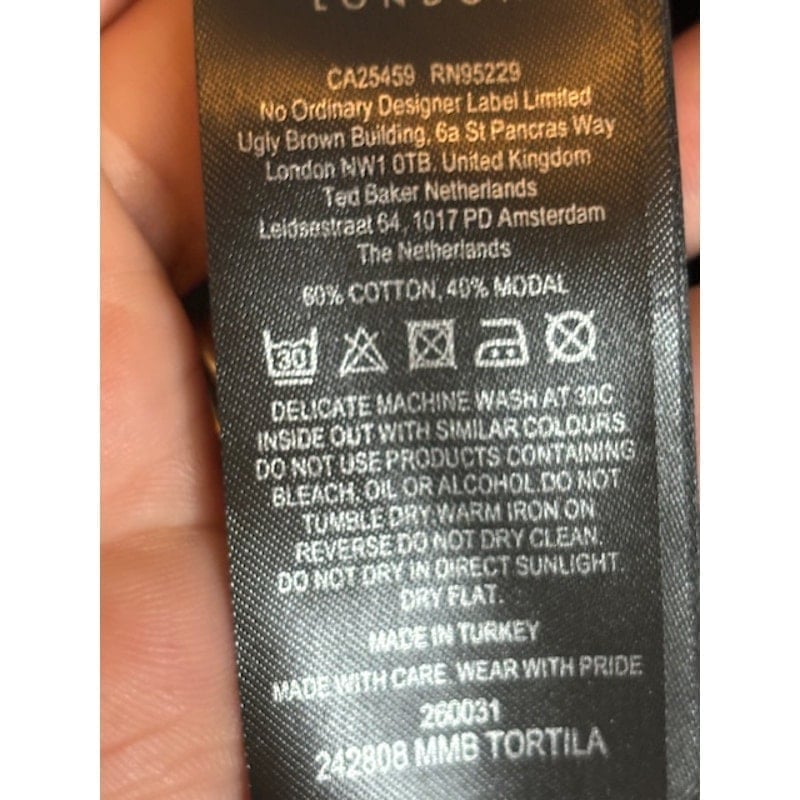 LONDON
CA25459 RN95229
No Ordinary Designer Label Limited
Ugly Brown Building, 6a St Pancras Way
London NW1 0TB, United Kingdom
Ted Baker Netherlands
Leidsestraat 64, 1017 PD Amsterdam
The Netherlands
60% COTTON, 40% MODAL
30
DELICATE MACHINE WASH AT 30C
INSIDE OUT WITH SIMILAR COLOURS.
DO NOT USE PRODUCTS CONTAINING
BLEACH, OIL OR ALCOHOL.DO NOT
TUMBLE DRY.WARM IRON ON
REVERSE DO NOT DRY CLEAN.
DO NOT DRY IN DIRECT SUNLIGHT.
DRY FLAT.
MADE IN TURKEY
MADE WITH CARE. WEAR WITH PRIDE
260031
242808 MMB TORTILA